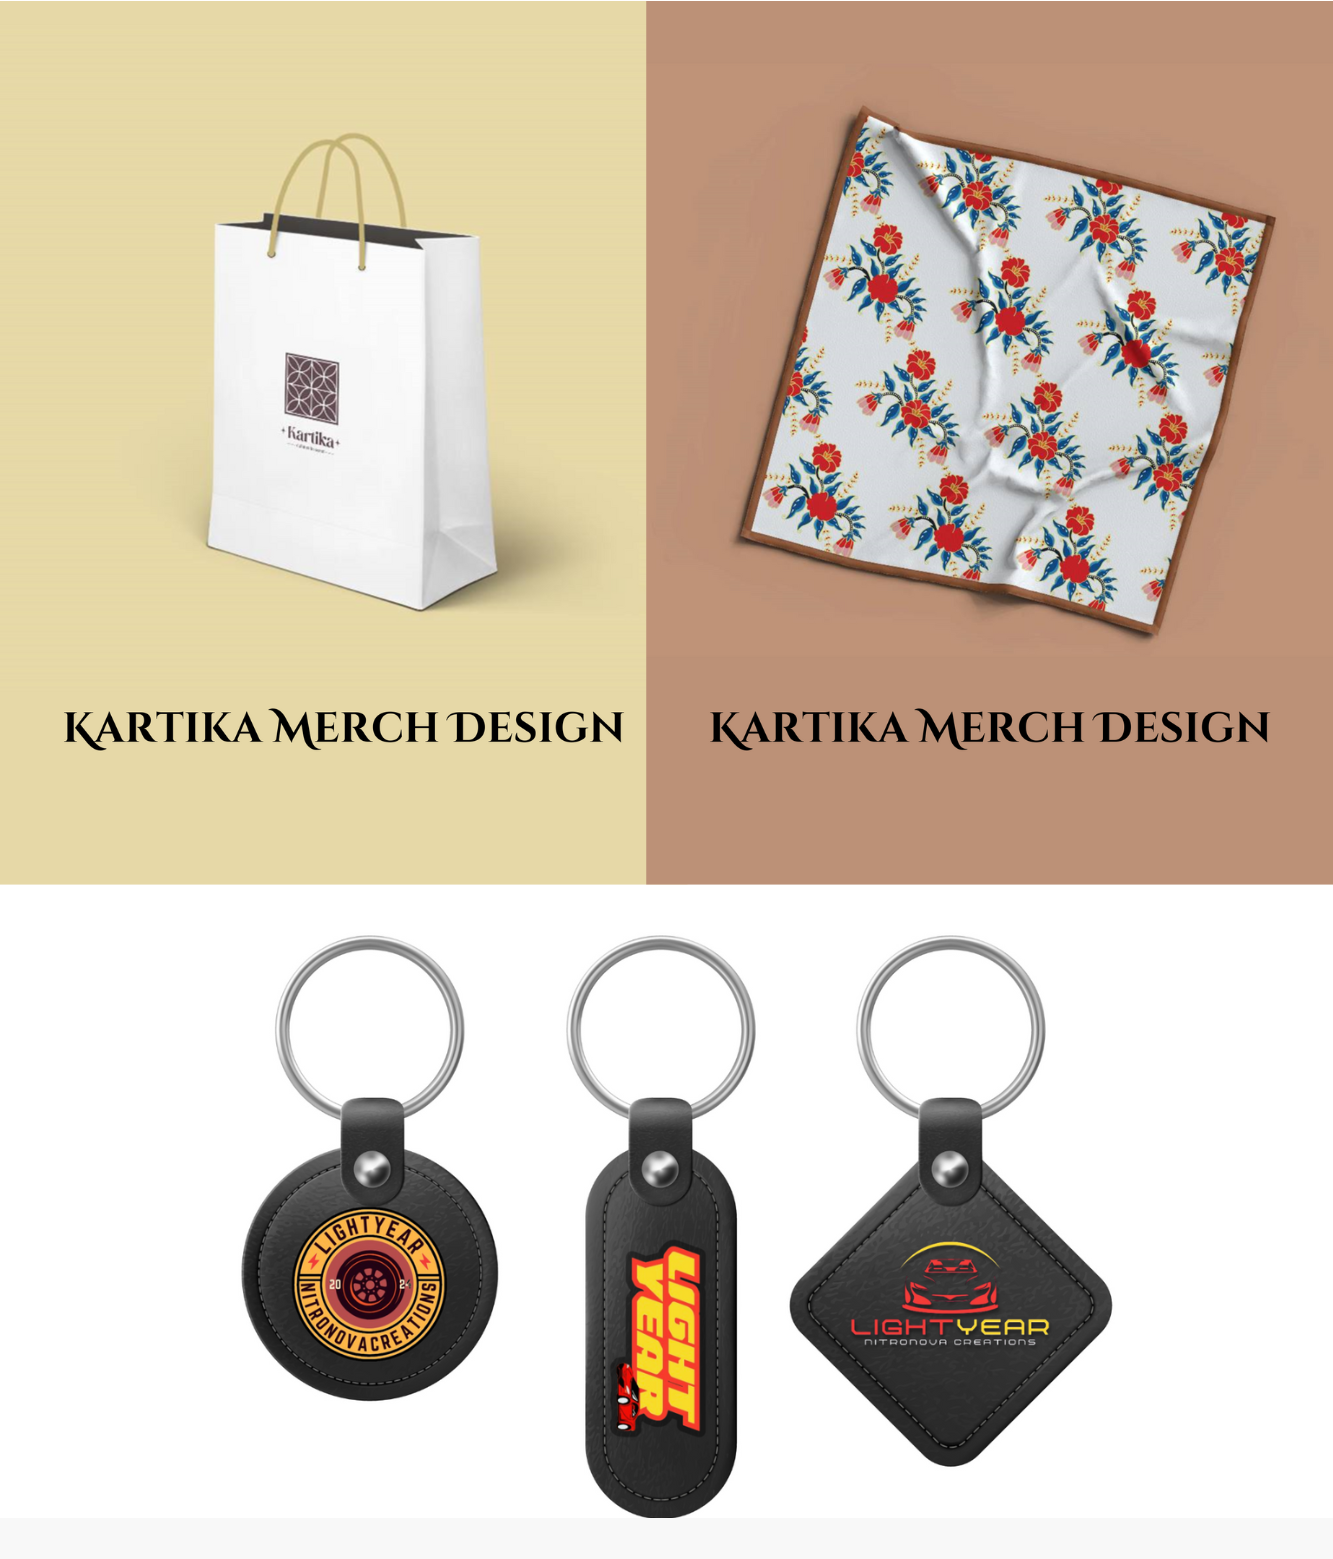 Kartika
KARTIKA MERCH DESIGN
KARTIKA MERCH DESIGN
LIGHTYEAR
20 24
NITRONOVACREATIONS
LIGHT
YEAR
LIGHTYEAR
NITRONOVA CREATIONS